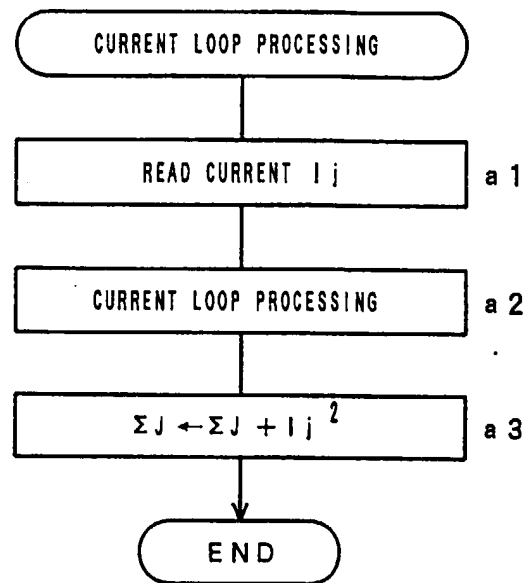 CURRENT LOOP PROCESSING
READ CURRENT Ij a1
CURRENT LOOP PROCESSING a2
ΣJ ← ΣJ + Ij² a3
END